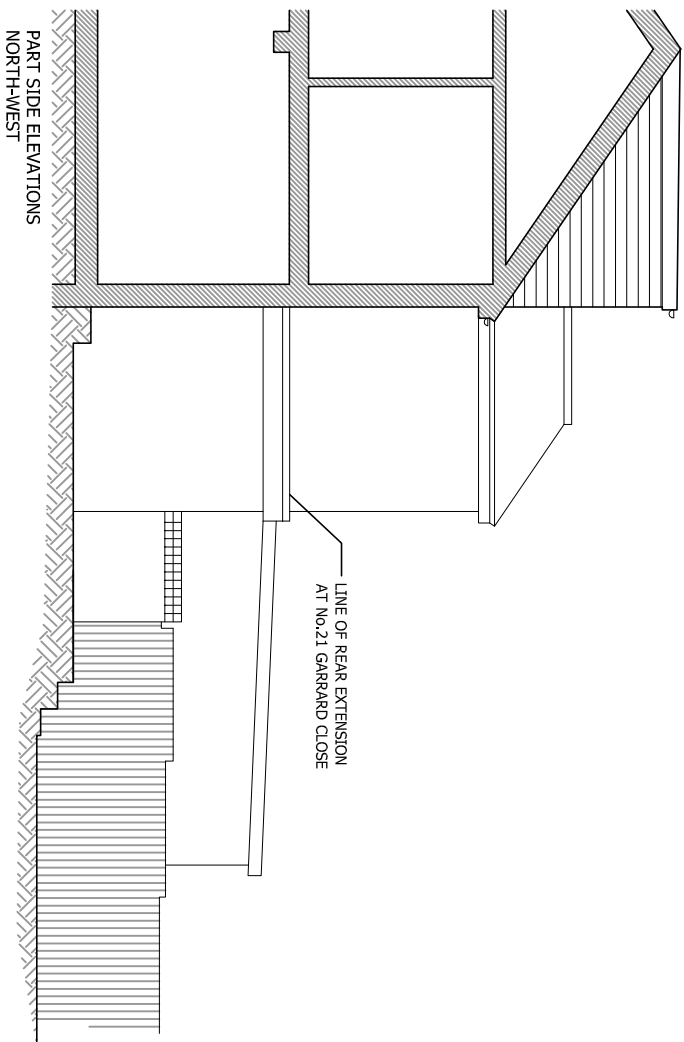 LINE OF REAR EXTENSION
AT No.21 GARRARD CLOSE
PART SIDE ELEVATIONS
NORTH-WEST